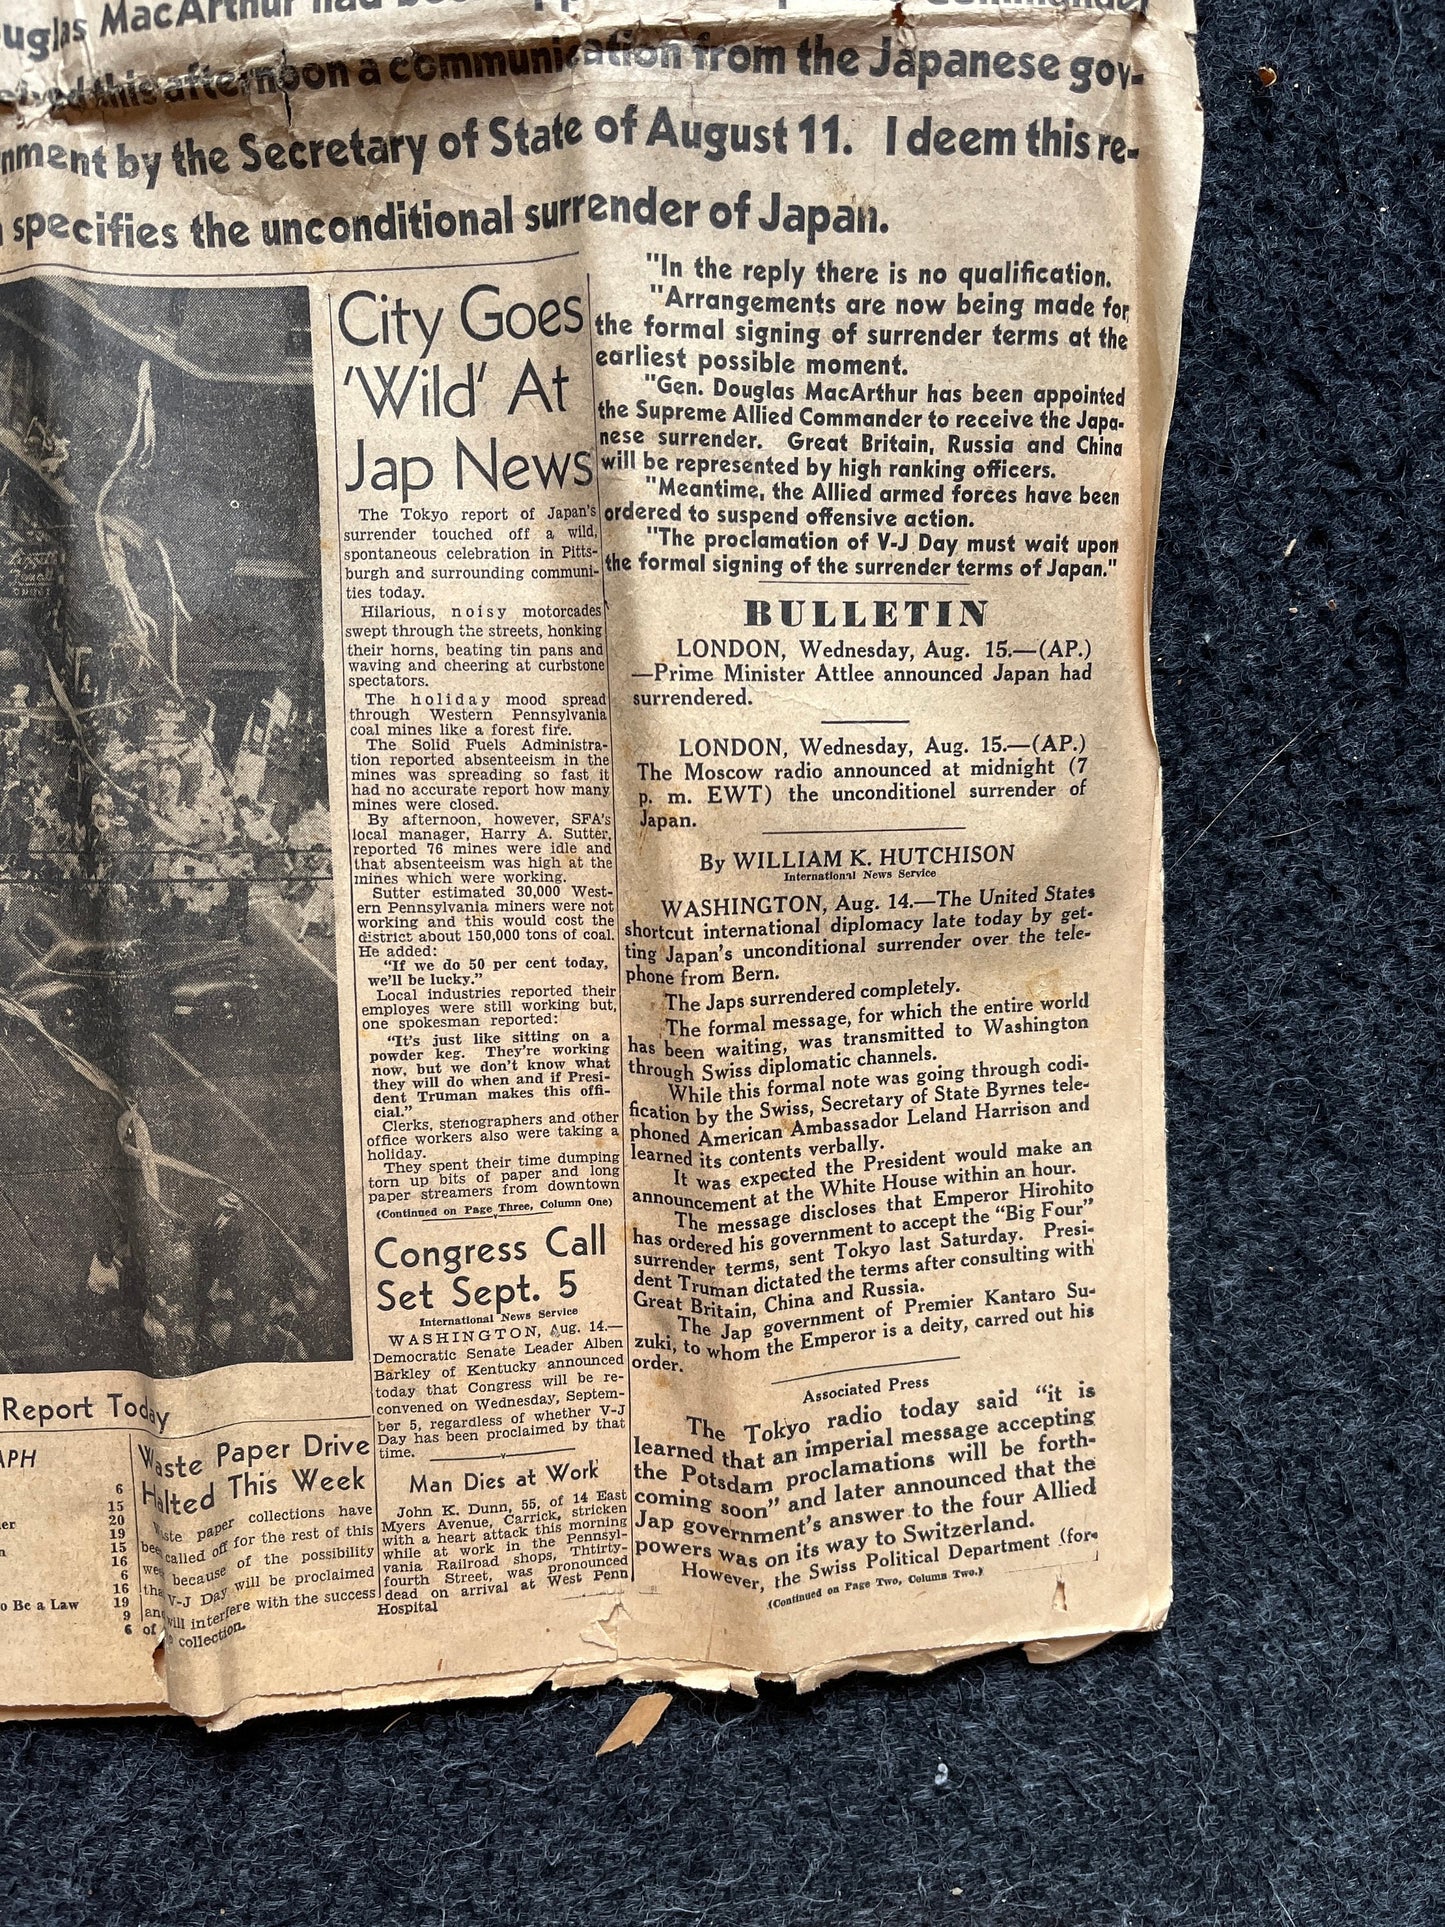 uglas MacArthur had
this afternoon a communication from the Japanese gov-
nment by the Secretary of State of August 11. I deem this re-
specifies the unconditional surrender of Japan.
City Goes
'Wild' At
Jap News
The Tokyo report of Japan's
surrender touched off a wild,
spontaneous celebration in Pitts-
burgh and surrounding communi-
ties today.
Hilarious, noisy motorcades
swept through the streets, honking
their horns, beating tin pans and
waving and cheering at curbstone
spectators.
The holiday mood spread
through Western Pennsylvania
coal mines like a forest fire.
The Solid Fuels Administra-
tion reported absenteeism in the
mines was spreading so fast it
had no accurate report how many
mines were closed.
By afternoon, however, SFA's
local manager, Harry A. Sutter,
reported 76 mines were idle and
that absenteeism was high at the
mines which were working.
Sutter estimated 30,000 West-
ern Pennsylvania miners were not
working and this would cost the
district about 150,000 tons of coal.
He added:
"If we do 50 per cent today,
we'll be lucky."
Local industries reported their
employes were still working but,
one spokesman reported:
"It's just like sitting on a
powder keg. They're working
now, but we don't know what
they will do when and if Presi-
dent Truman makes this offi-
cial."
Clerks, stenographers and other
office workers also were taking a
holiday.
They spent their time dumping
torn up bits of paper and long
paper streamers from downtown
(Continued on Page Three, Column One)
Congress Call
Set Sept. 5
International News Service
WASHINGTON, Aug. 14.—
Democratic Senate Leader Alben
Barkley of Kentucky announced
today that Congress will be re-
convened on Wednesday, Septem-
ber 5, regardless of whether V-J
Day has been proclaimed by that
time.
Man Dies at Work
John K. Dunn, 55, of 14 East
Myers Avenue, Carrick, stricken
with a heart attack this morning
while at work in the Pennsyl-
vania Railroad shops, Thtirty-
fourth Street, was pronounced
dead on arrival at West Penn
Hospital
"In the reply there is no qualification.
"Arrangements are now being made for
the formal signing of surrender terms at the
earliest possible moment.
"Gen. Douglas MacArthur has been appointed
the Supreme Allied Commander to receive the Japa-
nese surrender. Great Britain, Russia and China
will be represented by high ranking officers.
"Meantime, the Allied armed forces have been
ordered to suspend offensive action.
"The proclamation of V-J Day must wait upon
the formal signing of the surrender terms of Japan."
BULLETIN
LONDON, Wednesday, Aug. 15.—(AP.)
—Prime Minister Attlee announced Japan had
surrendered.
LONDON, Wednesday, Aug. 15.—(AP.)
The Moscow radio announced at midnight (7
p. m. EWT) the unconditionel surrender of
Japan.
By WILLIAM K. HUTCHISON
International News Service
WASHINGTON, Aug. 14.—The United States
shortcut international diplomacy late today by get-
ting Japan's unconditional surrender over the tele-
phone from Bern.
The Japs surrendered completely.
The formal message, for which the entire world
has been waiting, was transmitted to Washington
through Swiss diplomatic channels.
While this formal note was going through codi-
fication by the Swiss, Secretary of State Byrnes tele-
phoned American Ambassador Leland Harrison and
learned its contents verbally.
It was expected the President would make an
announcement at the White House within an hour.
The message discloses that Emperor Hirohito
has ordered his government to accept the "Big Four"
surrender terms, sent Tokyo last Saturday. Presi-
dent Truman dictated the terms after consulting with
Great Britain, China and Russia.
The Jap government of Premier Kantaro Su-
zuki, to whom the Emperor is a deity, carred out his
order.
Associated Press
The Tokyo radio today said "it is
learned that an imperial message accepting
the Potsdam proclamations will be forth-
coming soon" and later announced that the
Jap government's answer to the four Allied
powers was on its way to Switzerland.
However, the Swiss Political Department (for-
(Continued on Page Two, Column Two.)
Report Today
APH
6
15
er 20
19
n 15
16
6
16
o Be a Law 19
9
6
Waste Paper Drive
Halted This Week
paper collections have
been called off for the rest of this
week because of the possibility
that V-J Day will be proclaimed
and will interfere with the success
of collection.